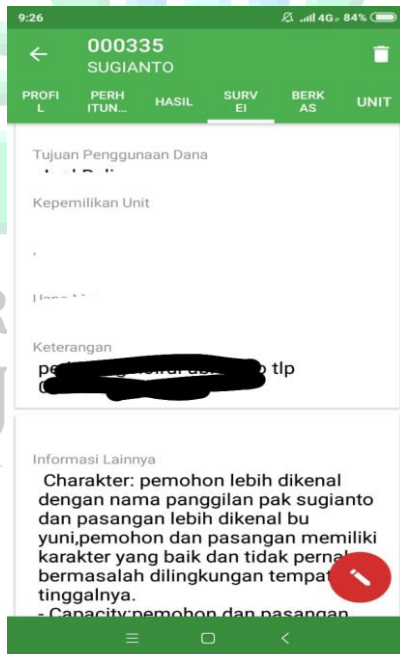 9:26 4G 84%
000335
SUGIANTO
PROFI
L
PERH
ITUN...
HASIL
SURV
EI
BERK
AS
UNIT
Tujuan Penggunaan Dana
Kepemilikan Unit
Keterangan
tlp
Informasi Lainnya
Charakter: pemohon lebih dikenal
dengan nama panggilan pak sugianto
dan pasangan lebih dikenal bu
yuni,pemohon dan pasangan memiliki
karakter yang baik dan tidak pernah
bermasalah dilingkungan tempat
tinggalnya.
- Capacity:pemohon dan pasangan